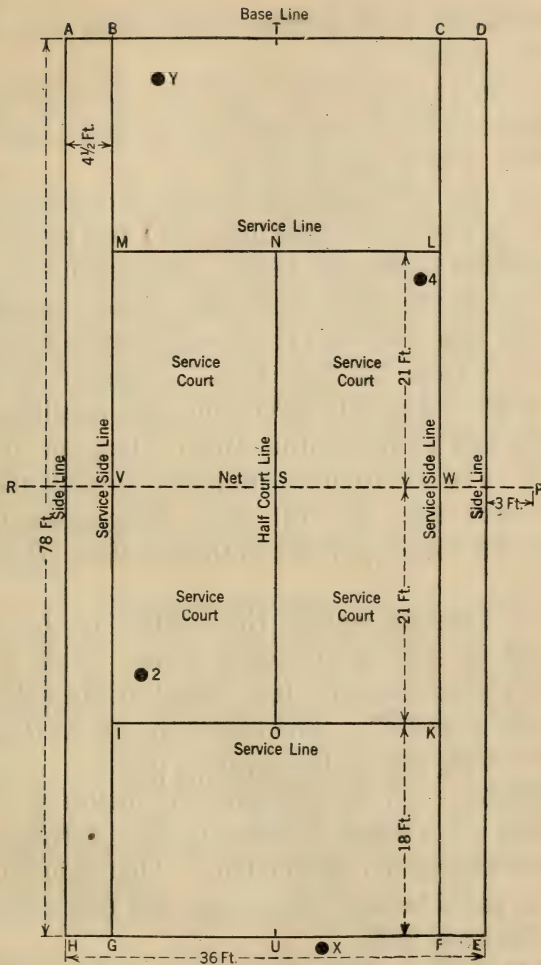 Base Line
A B T C D
Y
4½ Ft.
Service Line
M N L
4
Service Court
Service Court
21 Ft.
Side Line
Service Side Line
Half Court Line
Service Side Line
Side Line
R V Net S W P
3 Ft.
78 Ft.
Service Court
Service Court
21 Ft.
2
I O K
Service Line
18 Ft.
H G U X F E
36 Ft.